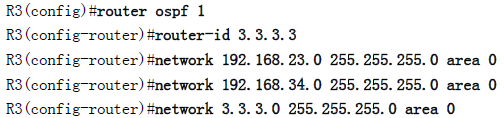 R3(config)#router ospf 1
R3(config-router)#router-id 3.3.3.3
R3(config-router)#network 192.168.23.0 255.255.255.0 area 0
R3(config-router)#network 192.168.34.0 255.255.255.0 area 0
R3(config-router)#network 3.3.3.0 255.255.255.0 area 0